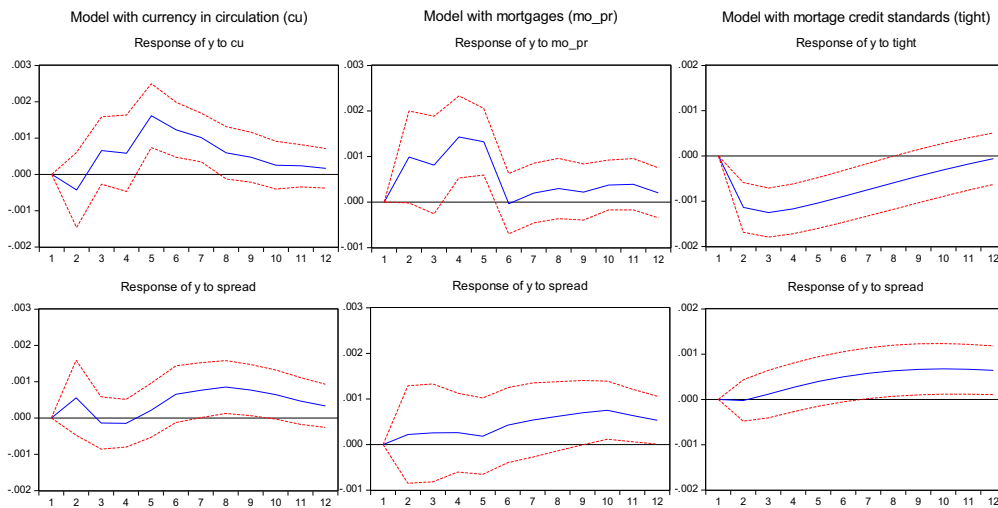 Model with currency in circulation (cu)
Response of y to cu
.003
.002
.001
.000
-.001
-.002
1 2 3 4 5 6 7 8 9 10 11 12
Model with mortgages (mo_pr)
Response of y to mo_pr
.003
.002
.001
.000
-.001
1 2 3 4 5 6 7 8 9 10 11 12
Model with mortage credit standards (tight)
Response of y to tight
.002
.001
.000
-.001
-.002
1 2 3 4 5 6 7 8 9 10 11 12
Response of y to spread
.003
.002
.001
.000
-.001
-.002
1 2 3 4 5 6 7 8 9 10 11 12
Response of y to spread
.003
.002
.001
.000
-.001
1 2 3 4 5 6 7 8 9 10 11 12
Response of y to spread
.002
.001
.000
-.001
-.002
1 2 3 4 5 6 7 8 9 10 11 12